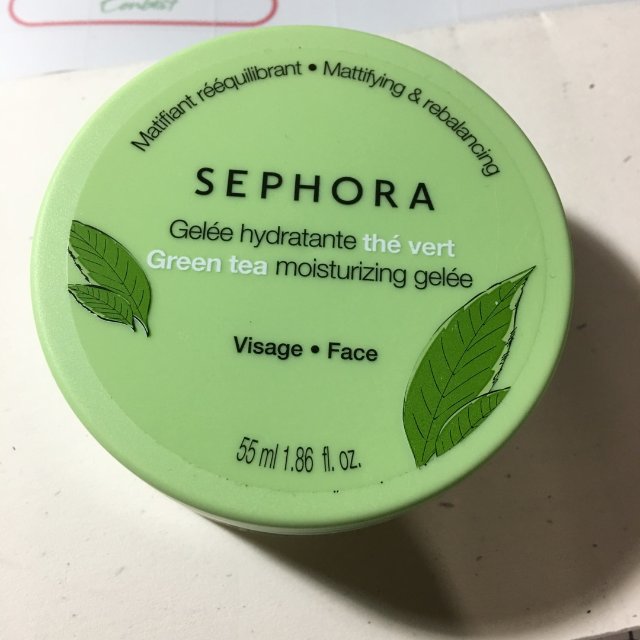 Contest
Matifiant rééquilibrant • Mattifying & rebalancing
SEPHORA
Gelée hydratante thé vert
Green tea moisturizing gelée
Visage • Face
55 ml 1.86 fl. oz.